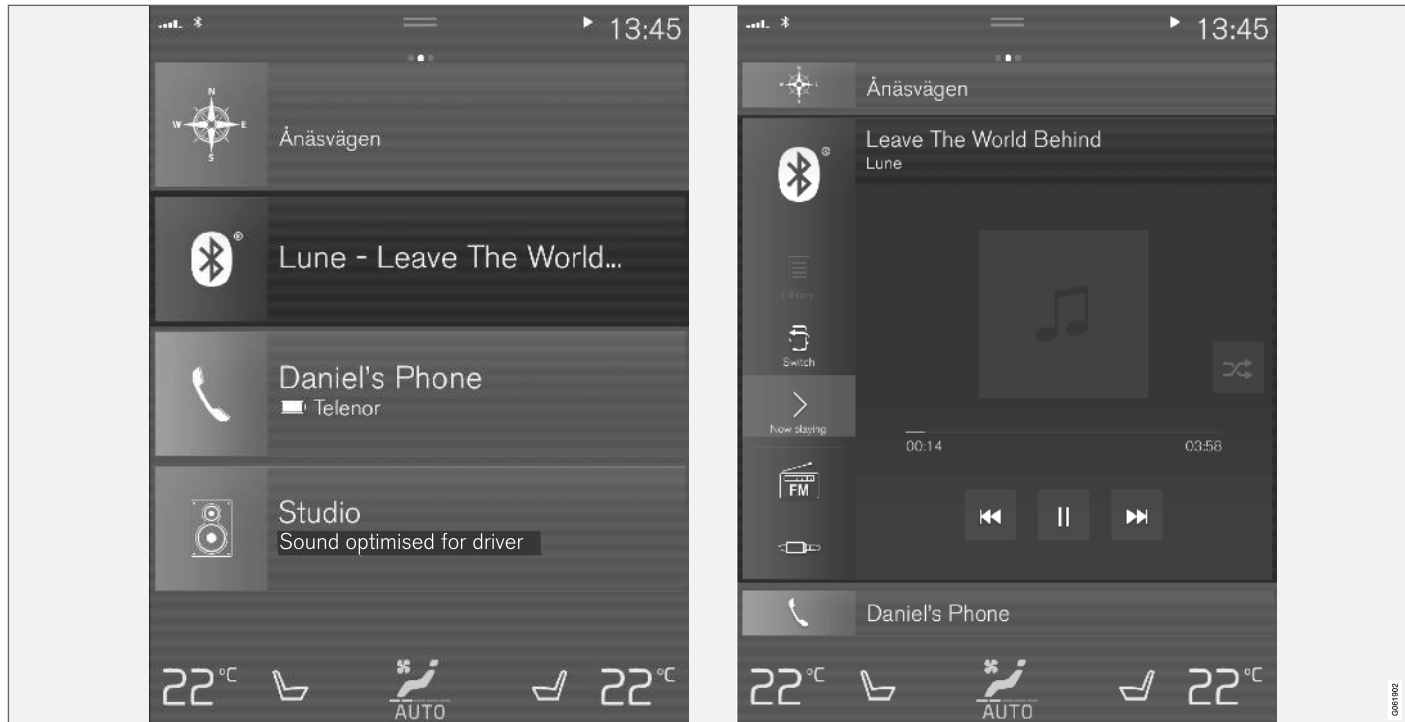 13:45
N
W E
S
Ånäsvägen
Lune - Leave The World...
Daniel's Phone
Telenor
Studio
Sound optimised for driver
22°C
AUTO
22°C
13:45
Ånäsvägen
Leave The World Behind
Lune
Library
Switch
Now playing
00:14
03:58
FM
Daniel's Phone
22°C
AUTO
22°C
G061902